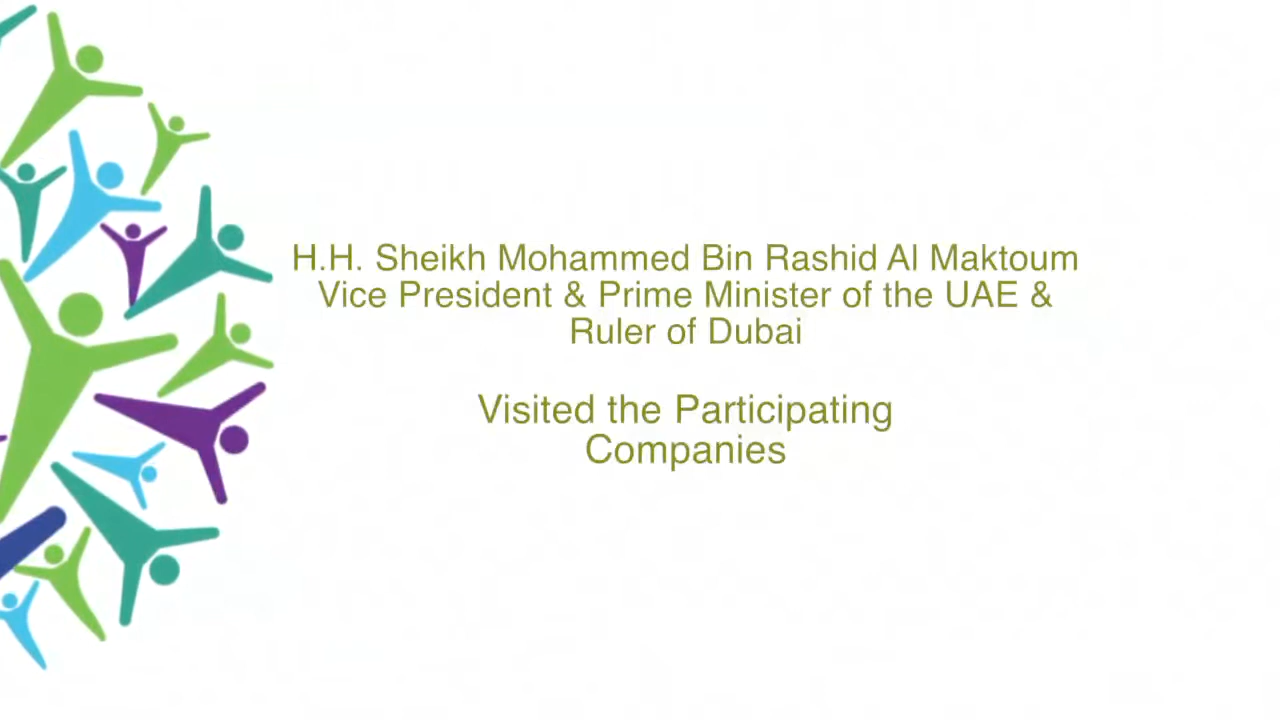 H.H. Sheikh Mohammed Bin Rashid Al Maktoum
Vice President & Prime Minister of the UAE &
Ruler of Dubai
Visited the Participating
Companies